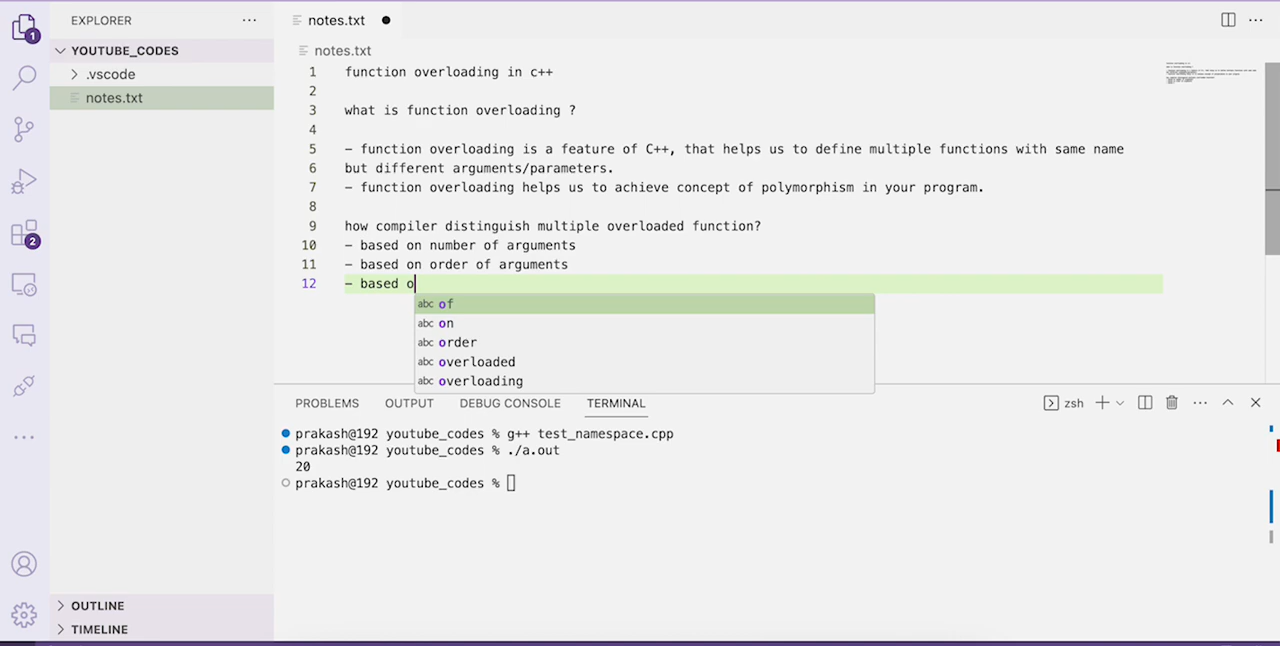 EXPLORER
YOUTUBE_CODES
.vscode
notes.txt
OUTLINE
TIMELINE
1
2
notes.txt
notes.txt
1 function overloading in c++
2
3 what is function overloading ?
4
5 - function overloading is a feature of C++, that helps us to define multiple functions with same name
6 but different arguments/parameters.
7 - function overloading helps us to achieve concept of polymorphism in your program.
8
9 how compiler distinguish multiple overloaded function?
10 - based on number of arguments
11 - based on order of arguments
12 - based o
abc of
abc on
abc order
abc overloaded
abc overloading
PROBLEMS OUTPUT DEBUG CONSOLE TERMINAL zsh
prakash@192 youtube_codes % g++ test_namespace.cpp
prakash@192 youtube_codes % ./a.out
20
prakash@192 youtube_codes %